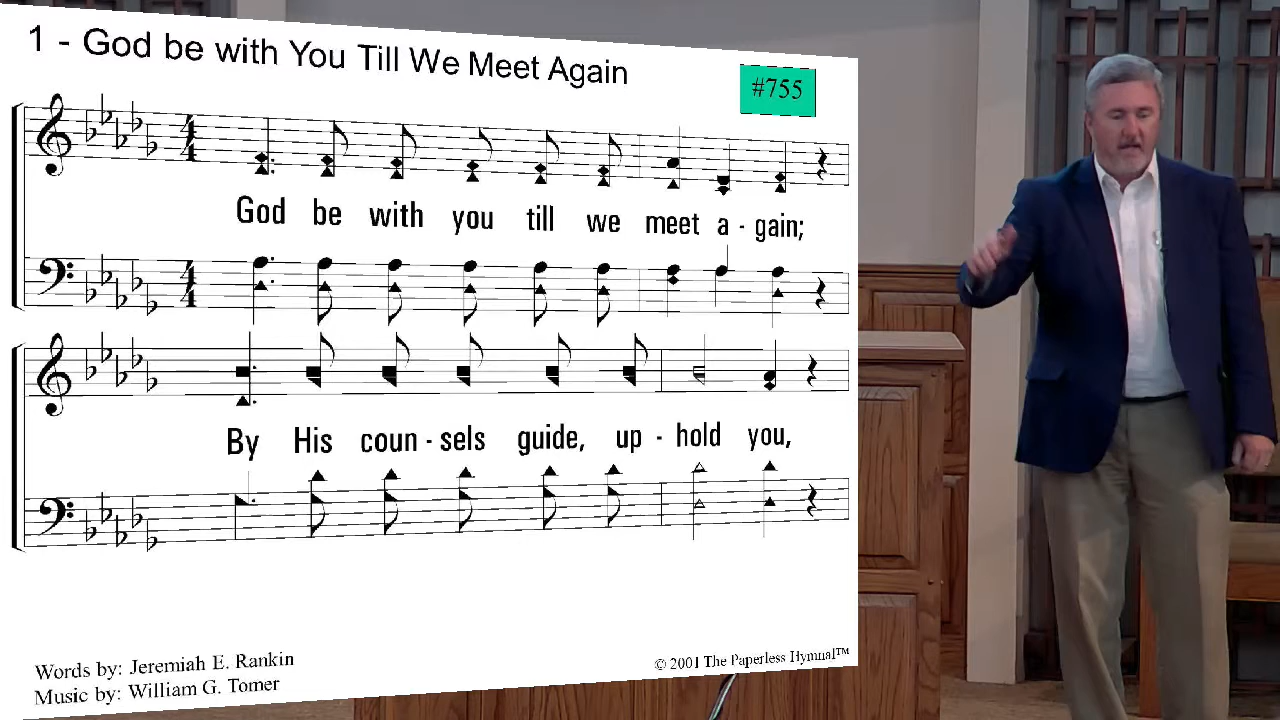 1 - God be with You Till We Meet Again
#755
God be with you till we meet a - gain;
By His coun - sels guide, up - hold you,
Words by: Jeremiah E. Rankin
Music by: William G. Tomer
© 2001 The Paperless Hymnal™